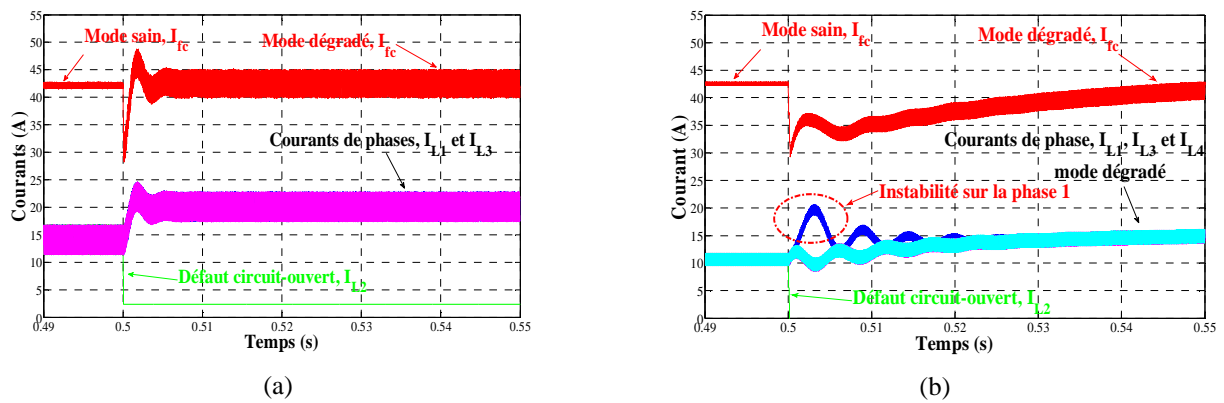 Courants (A)
55
50
45
40
35
30
25
20
15
10
5
0
Mode sain, I_fc
Mode dégradé, I_fc
Courants de phases, I_L1 et I_L3
Défaut circuit-ouvert, I_L2
0.49 0.5 0.51 0.52 0.53 0.54 0.55
Temps (s)
(a)
Courant (A)
55
50
45
40
35
30
25
20
15
10
5
0
Mode sain, I_fc
Mode dégradé, I_fc
Courants de phase, I_L1, I_L3 et I_L4
mode dégradé
Instabilité sur la phase 1
Défaut circuit-ouvert, I_L2
0.49 0.5 0.51 0.52 0.53 0.54 0.55
Temps (s)
(b)